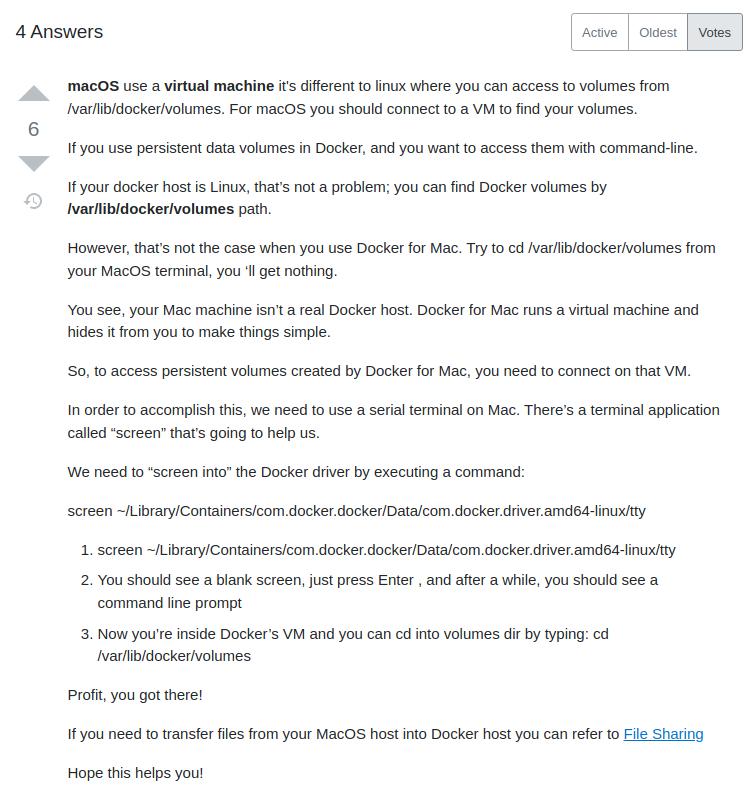 4 Answers
Active Oldest Votes
macOS use a virtual machine it's different to linux where you can access to volumes from
/var/lib/docker/volumes. For macOS you should connect to a VM to find your volumes.
6
If you use persistent data volumes in Docker, and you want to access them with command-line.
If your docker host is Linux, that’s not a problem; you can find Docker volumes by
/var/lib/docker/volumes path.
However, that’s not the case when you use Docker for Mac. Try to cd /var/lib/docker/volumes from
your MacOS terminal, you ‘ll get nothing.
You see, your Mac machine isn’t a real Docker host. Docker for Mac runs a virtual machine and
hides it from you to make things simple.
So, to access persistent volumes created by Docker for Mac, you need to connect on that VM.
In order to accomplish this, we need to use a serial terminal on Mac. There’s a terminal application
called “screen” that’s going to help us.
We need to “screen into” the Docker driver by executing a command:
screen ~/Library/Containers/com.docker.docker/Data/com.docker.driver.amd64-linux/tty
1. screen ~/Library/Containers/com.docker.docker/Data/com.docker.driver.amd64-linux/tty
2. You should see a blank screen, just press Enter , and after a while, you should see a
command line prompt
3. Now you’re inside Docker’s VM and you can cd into volumes dir by typing: cd
/var/lib/docker/volumes
Profit, you got there!
If you need to transfer files from your MacOS host into Docker host you can refer to File Sharing
Hope this helps you!